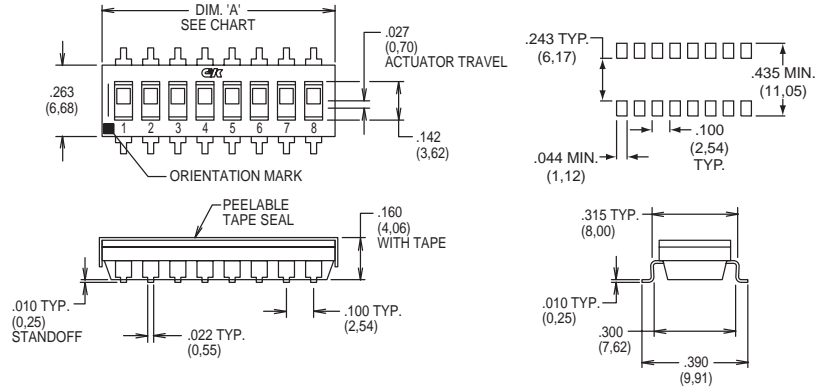 DIM. 'A'
SEE CHART
.027
(0,70)
ACTUATOR TRAVEL
.263
(6,68)
C&K
1 2 3 4 5 6 7 8
.142
(3,62)
ORIENTATION MARK
.243 TYP.
(6,17)
.435 MIN.
(11,05)
.044 MIN.
(1,12)
.100
(2,54)
TYP.
PEELABLE
TAPE SEAL
.160
(4,06)
WITH TAPE
.010 TYP.
(0,25)
STANDOFF
.022 TYP.
(0,55)
.100 TYP.
(2,54)
.315 TYP.
(8,00)
.010 TYP.
(0,25)
.300
(7,62)
.390
(9,91)